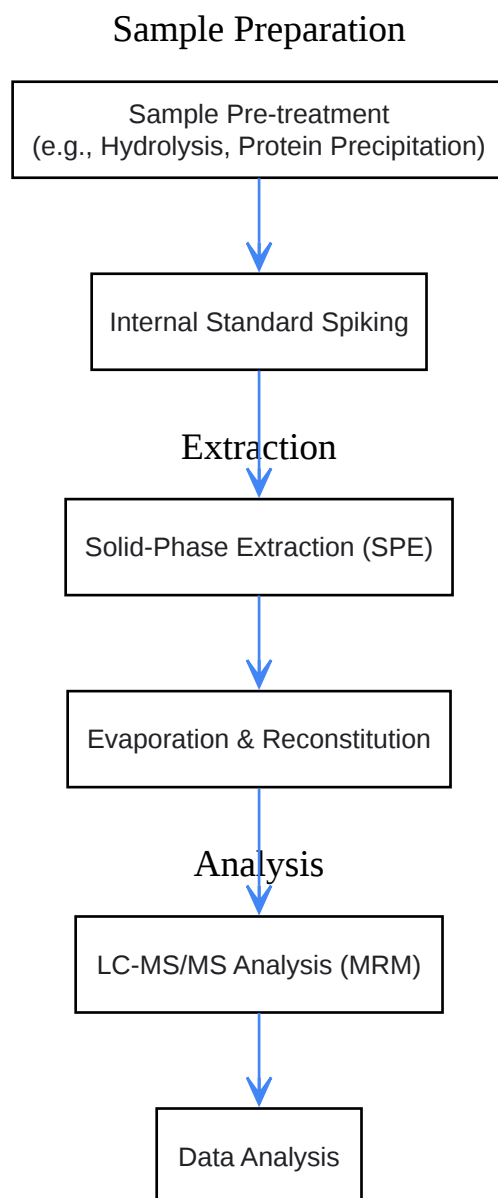 Sample Preparation
Sample Pre-treatment
(e.g., Hydrolysis, Protein Precipitation)
Internal Standard Spiking
Extraction
Solid-Phase Extraction (SPE)
Evaporation & Reconstitution
Analysis
LC-MS/MS Analysis (MRM)
Data Analysis